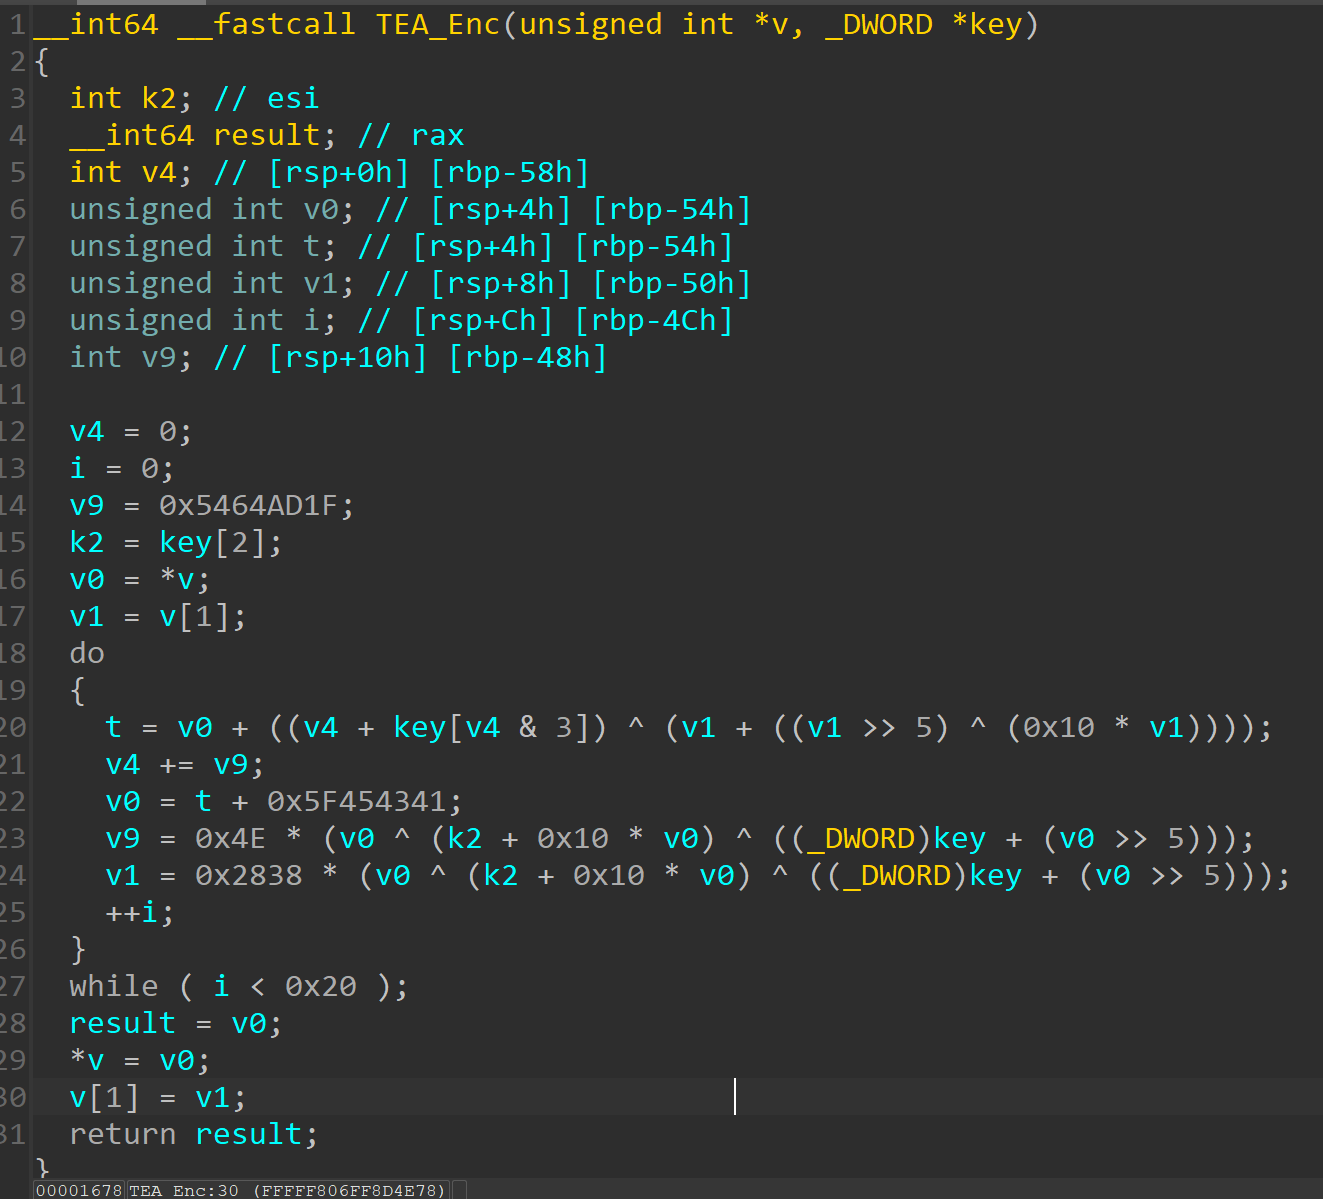 1 __int64 __fastcall TEA_Enc(unsigned int *v, _DWORD *key)
2 {
3 int k2; // esi
4 __int64 result; // rax
5 int v4; // [rsp+0h] [rbp-58h]
6 unsigned int v0; // [rsp+4h] [rbp-54h]
7 unsigned int t; // [rsp+4h] [rbp-54h]
8 unsigned int v1; // [rsp+8h] [rbp-50h]
9 unsigned int i; // [rsp+Ch] [rbp-4Ch]
10 int v9; // [rsp+10h] [rbp-48h]
11
12 v4 = 0;
13 i = 0;
14 v9 = 0x5464AD1F;
15 k2 = key[2];
16 v0 = *v;
17 v1 = v[1];
18 do
19 {
20 t = v0 + ((v4 + key[v4 & 3]) ^ (v1 + ((v1 >> 5) ^ (0x10 * v1))));
21 v4 += v9;
22 v0 = t + 0x5F454341;
23 v9 = 0x4E * (v0 ^ (k2 + 0x10 * v0) ^ ((_DWORD)key + (v0 >> 5)));
24 v1 = 0x2838 * (v0 ^ (k2 + 0x10 * v0) ^ ((_DWORD)key + (v0 >> 5)));
25 ++i;
26 }
27 while ( i < 0x20 );
28 result = v0;
29 *v = v0;
30 v[1] = v1;
31 return result;
}
00001678 TEA_Enc:30 (FFFFF806FF8D4E78)